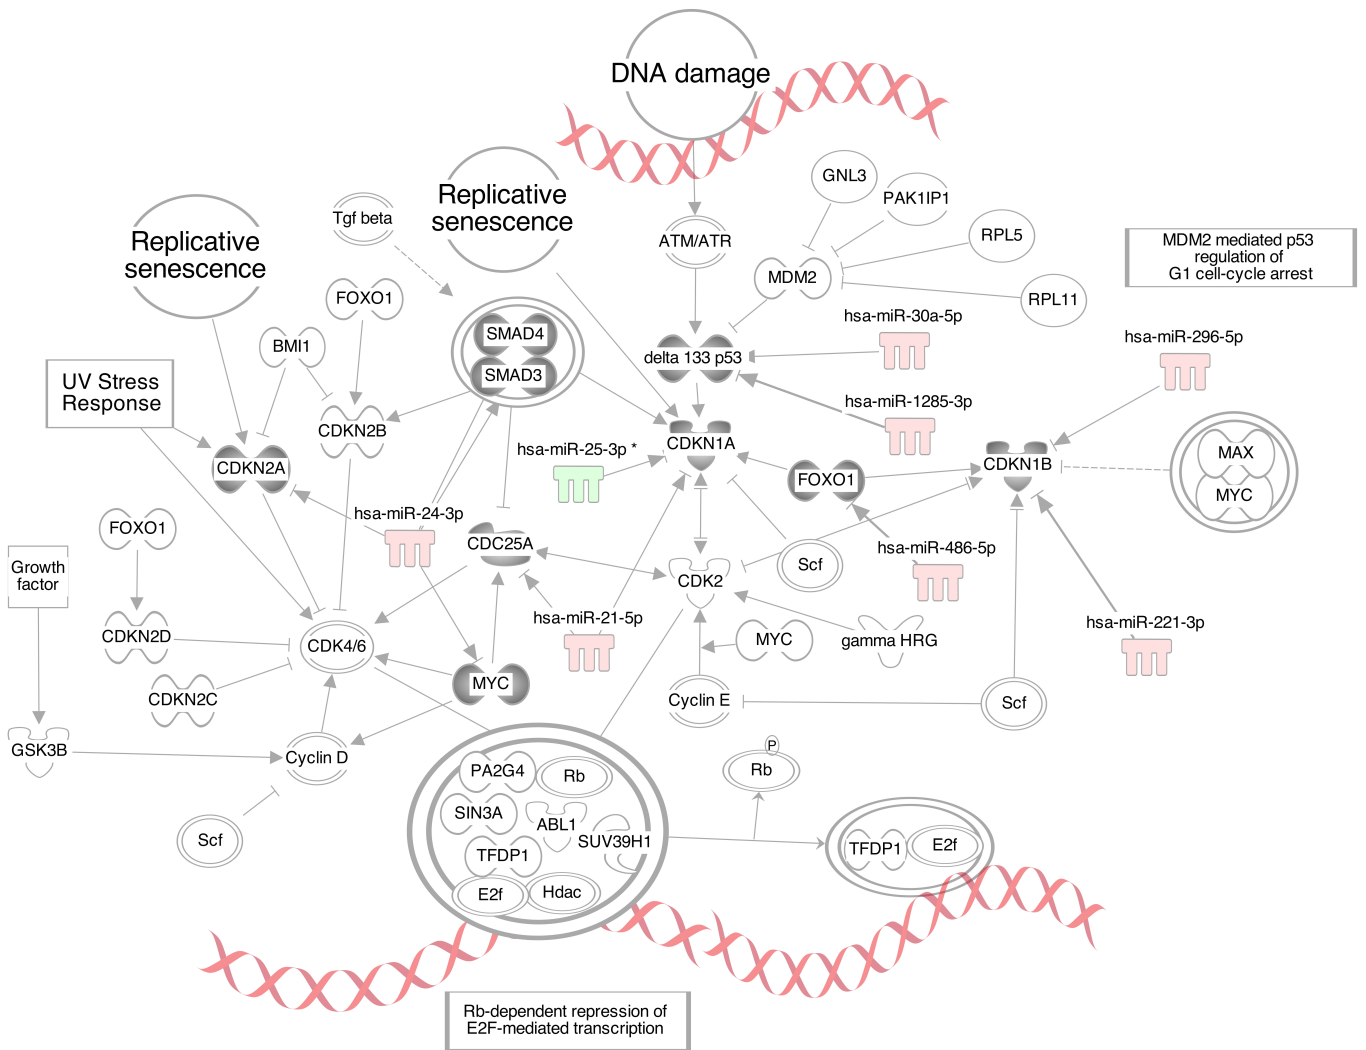 DNA damage
GNL3
PAK1IP1
Replicative
senescence
Tgf beta
RPL5
Replicative
senescence
ATM/ATR
MDM2 mediated p53
regulation of
G1 cell-cycle arrest
MDM2
FOXO1
RPL11
hsa-miR-30a-5p
SMAD4
BMI1
hsa-miR-296-5p
delta 133 p53
SMAD3
UV Stress
Response
hsa-miR-1285-3p
CDKN2B
CDKN1A
hsa-miR-25-3p *
MAX
CDKN1B
CDKN2A
FOXO1
MYC
hsa-miR-24-3p
FOXO1
CDC25A
hsa-miR-486-5p
Scf
Growth
factor
CDK2
hsa-miR-21-5p
hsa-miR-221-3p
CDKN2D
MYC
gamma HRG
CDK4/6
MYC
CDKN2C
Cyclin E
Scf
GSK3B
Cyclin D
P
Rb
PA2G4
Rb
SIN3A
ABL1
SUV39H1
Scf
TFDP1
E2f
TFDP1
E2f
Hdac
Rb-dependent repression of
E2F-mediated transcription